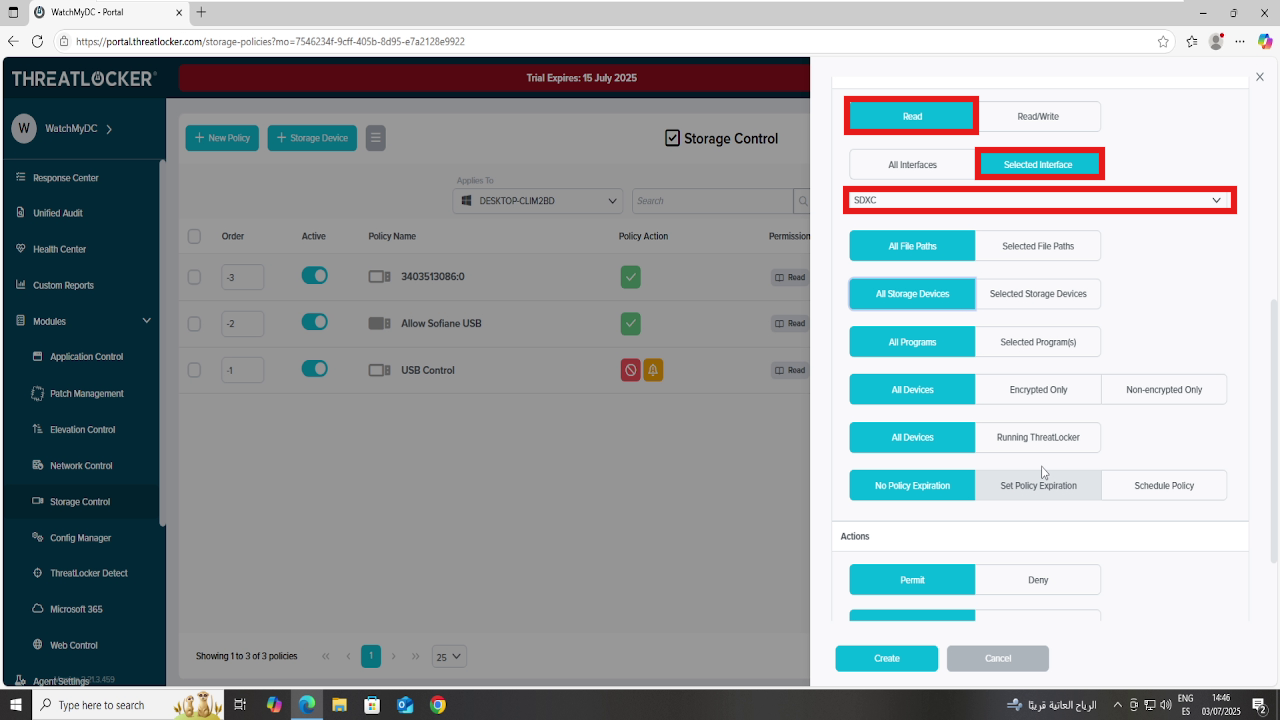 WatchMyDC - Portal
https://portal.threatlocker.com/storage-policies?mo=7546234f-9cff-405b-8d95-e7a2128e9922
THREATLOCKER
Trial Expires: 15 July 2025
W WatchMyDC
New Policy
Storage Device
Storage Control
Applies To
DESKTOP-CLIM2BD
Search
Order Active Policy Name Policy Action Permission
-3 3403513086:0 Read
-2 Allow Sofiane USB Read
-1 USB Control Read
Showing 1 to 3 of 3 policies
1
25
Response Center
Unified Audit
Health Center
Custom Reports
Modules
Application Control
Patch Management
Elevation Control
Network Control
Storage Control
Config Manager
ThreatLocker Detect
Microsoft 365
Web Control
Agent Settings
Read Read/Write
All Interfaces Selected Interface
SDXC
All File Paths Selected File Paths
All Storage Devices Selected Storage Devices
All Programs Selected Program(s)
All Devices Encrypted Only Non-encrypted Only
All Devices Running ThreatLocker
No Policy Expiration Set Policy Expiration Schedule Policy
Actions
Permit Deny
Create Cancel
Type here to search
ENG
14:46
03/07/2025